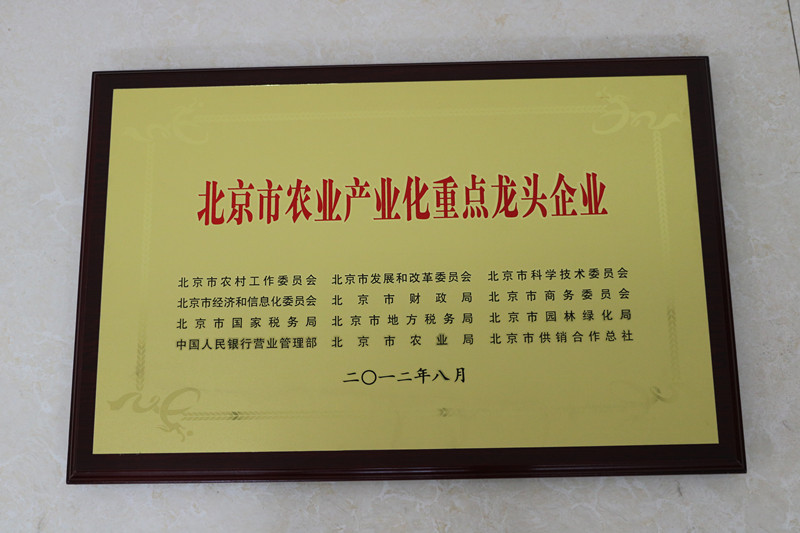 北京市农业产业化重点龙头企业
北京市农村工作委员会 北京市发展和改革委员会 北京市科学技术委员会
北京市经济和信息化委员会 北京市财政局 北京市商务委员会
北京市国家税务局 北京市地方税务局 北京市园林绿化局
中国人民银行营业管理部 北京市农业局 北京市供销合作总社
二〇一二年八月